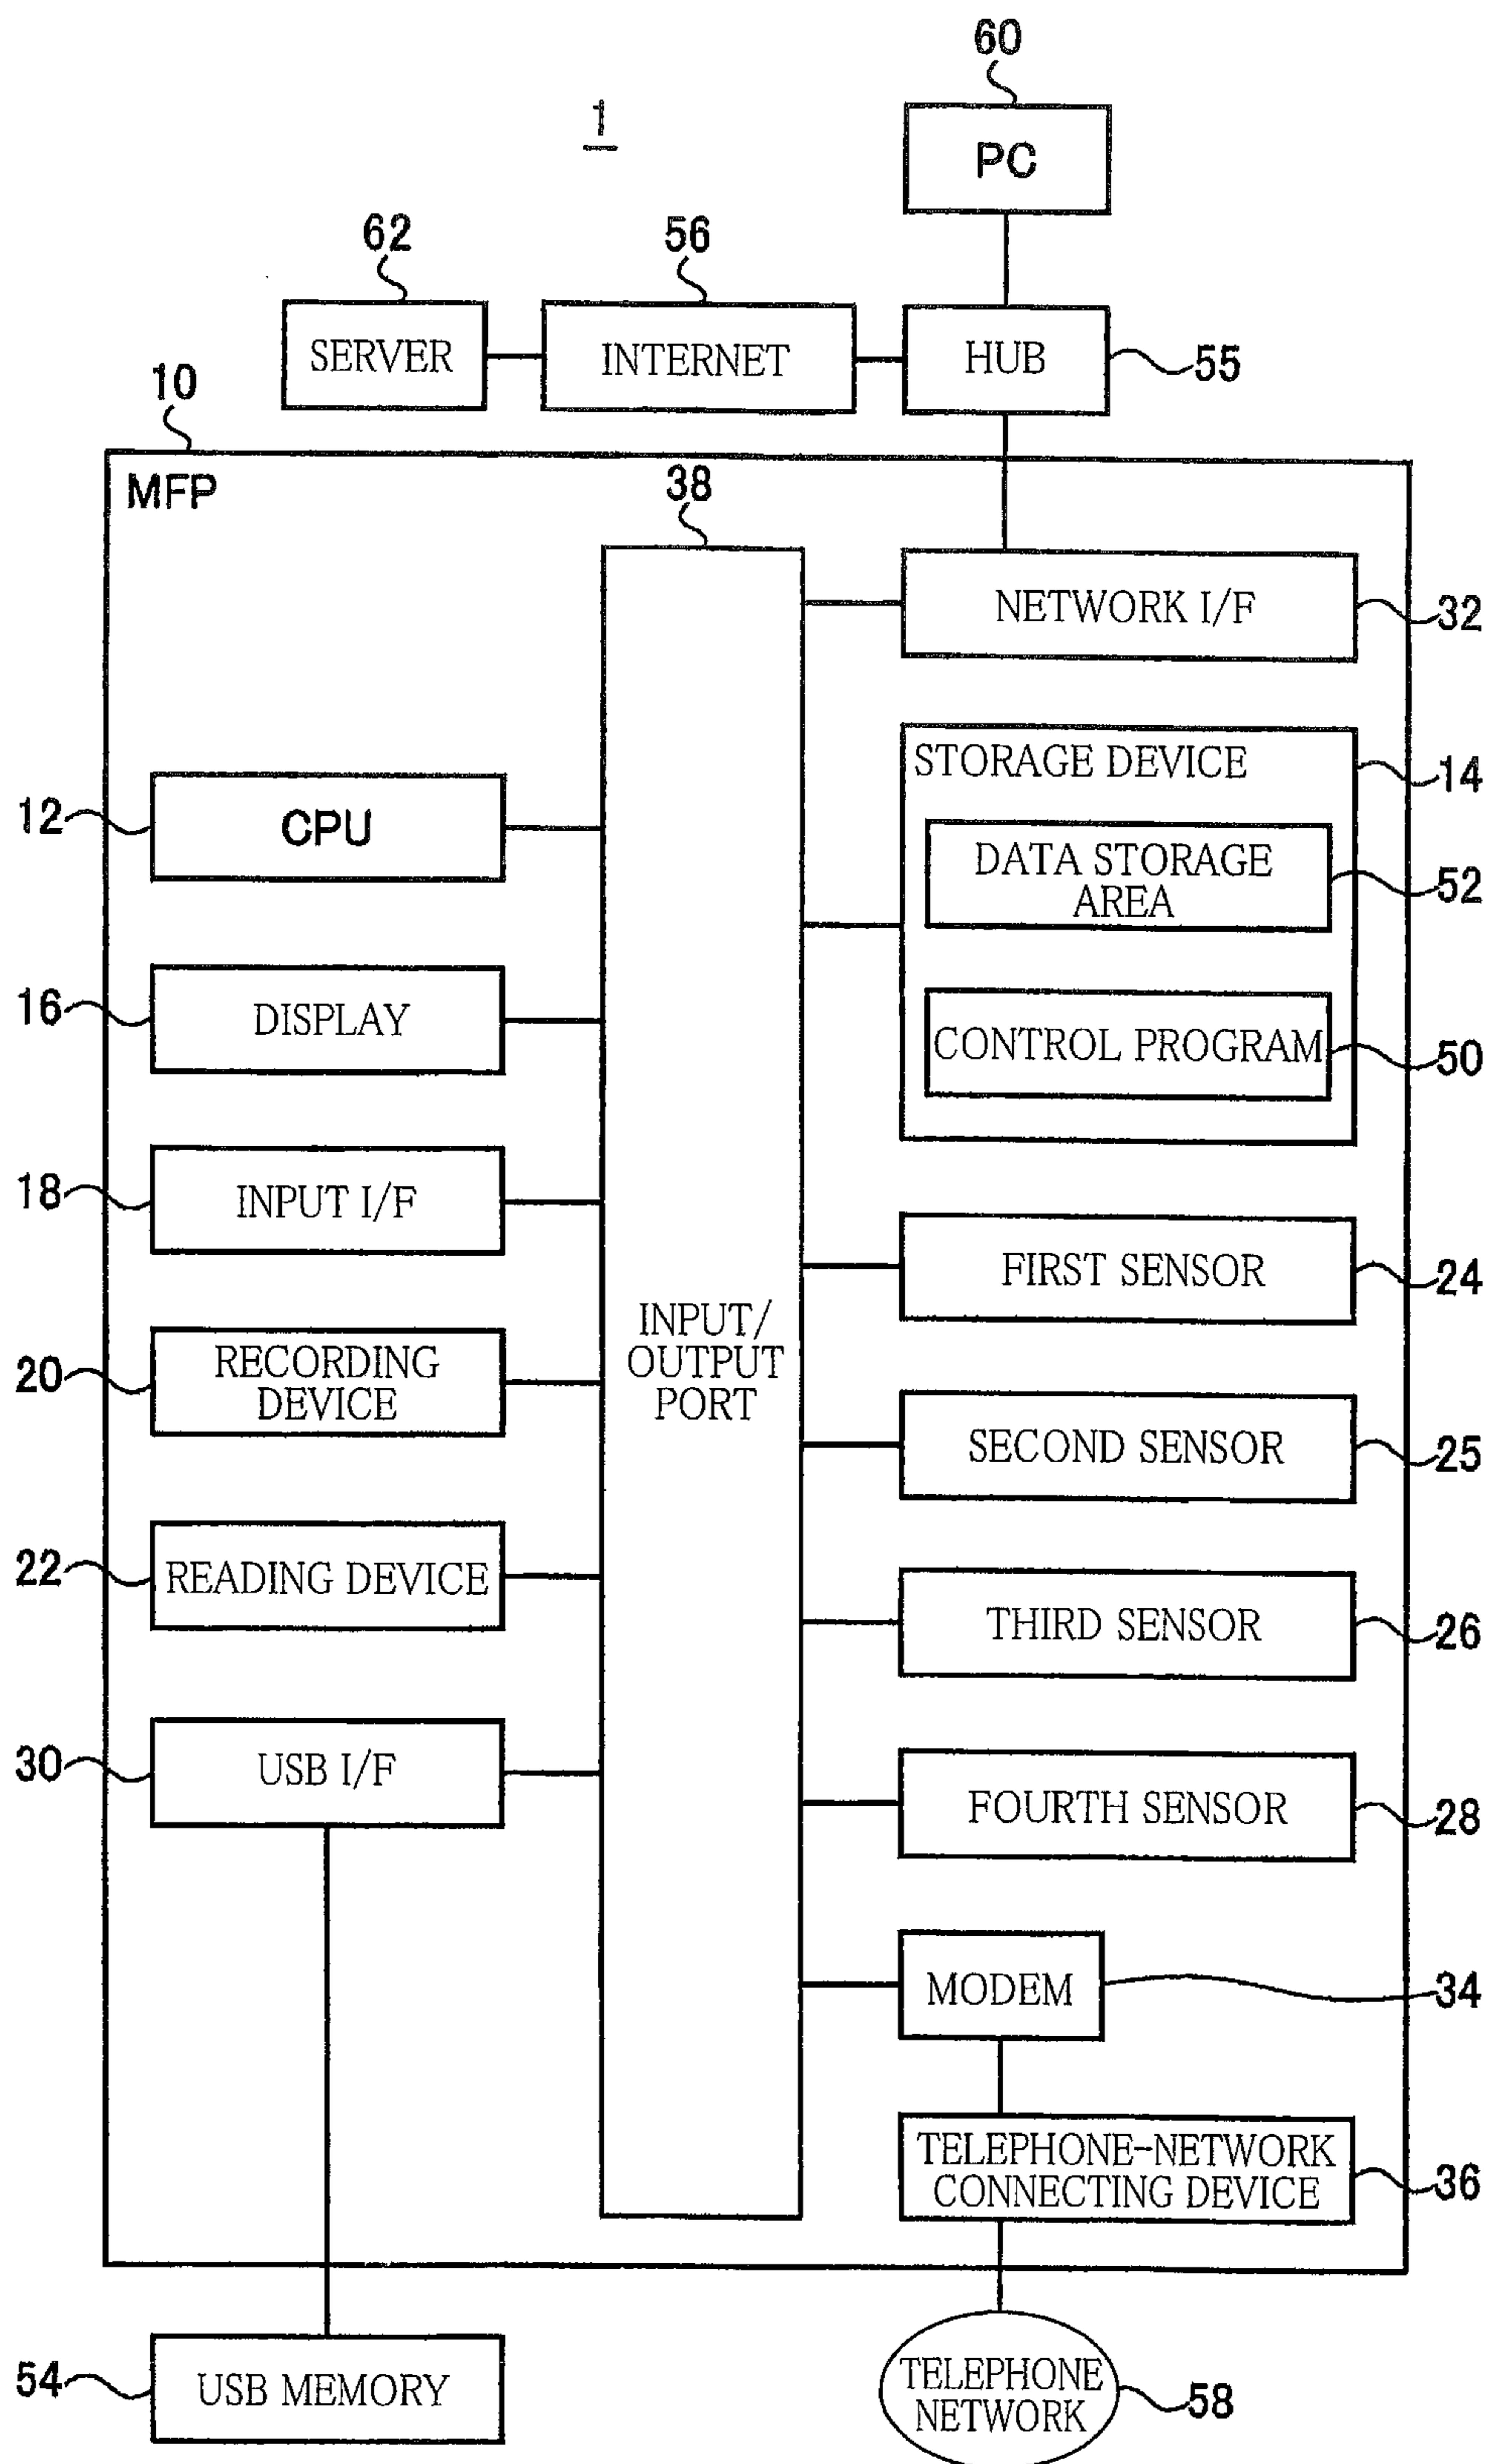 60
1
PC
62
56
SERVER
INTERNET
HUB
55
10
MFP
38
NETWORK I/F
32
STORAGE DEVICE
14
12
CPU
DATA STORAGE
AREA
52
16
DISPLAY
CONTROL PROGRAM
50
18
INPUT I/F
FIRST SENSOR
24
INPUT/
OUTPUT
PORT
20
RECORDING
DEVICE
SECOND SENSOR
25
22
READING DEVICE
THIRD SENSOR
26
30
USB I/F
FOURTH SENSOR
28
MODEM
34
TELEPHONE-NETWORK
CONNECTING DEVICE
36
54
USB MEMORY
TELEPHONE
NETWORK
58